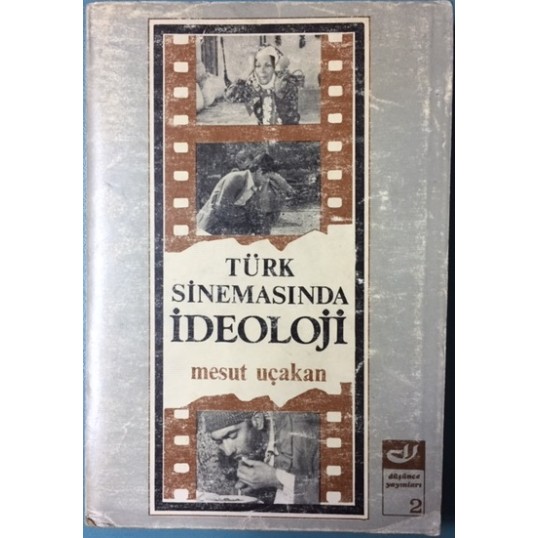 TÜRK
SİNEMASINDA
İDEOLOJİ
mesut uçakan
düşünce
yayınları
2